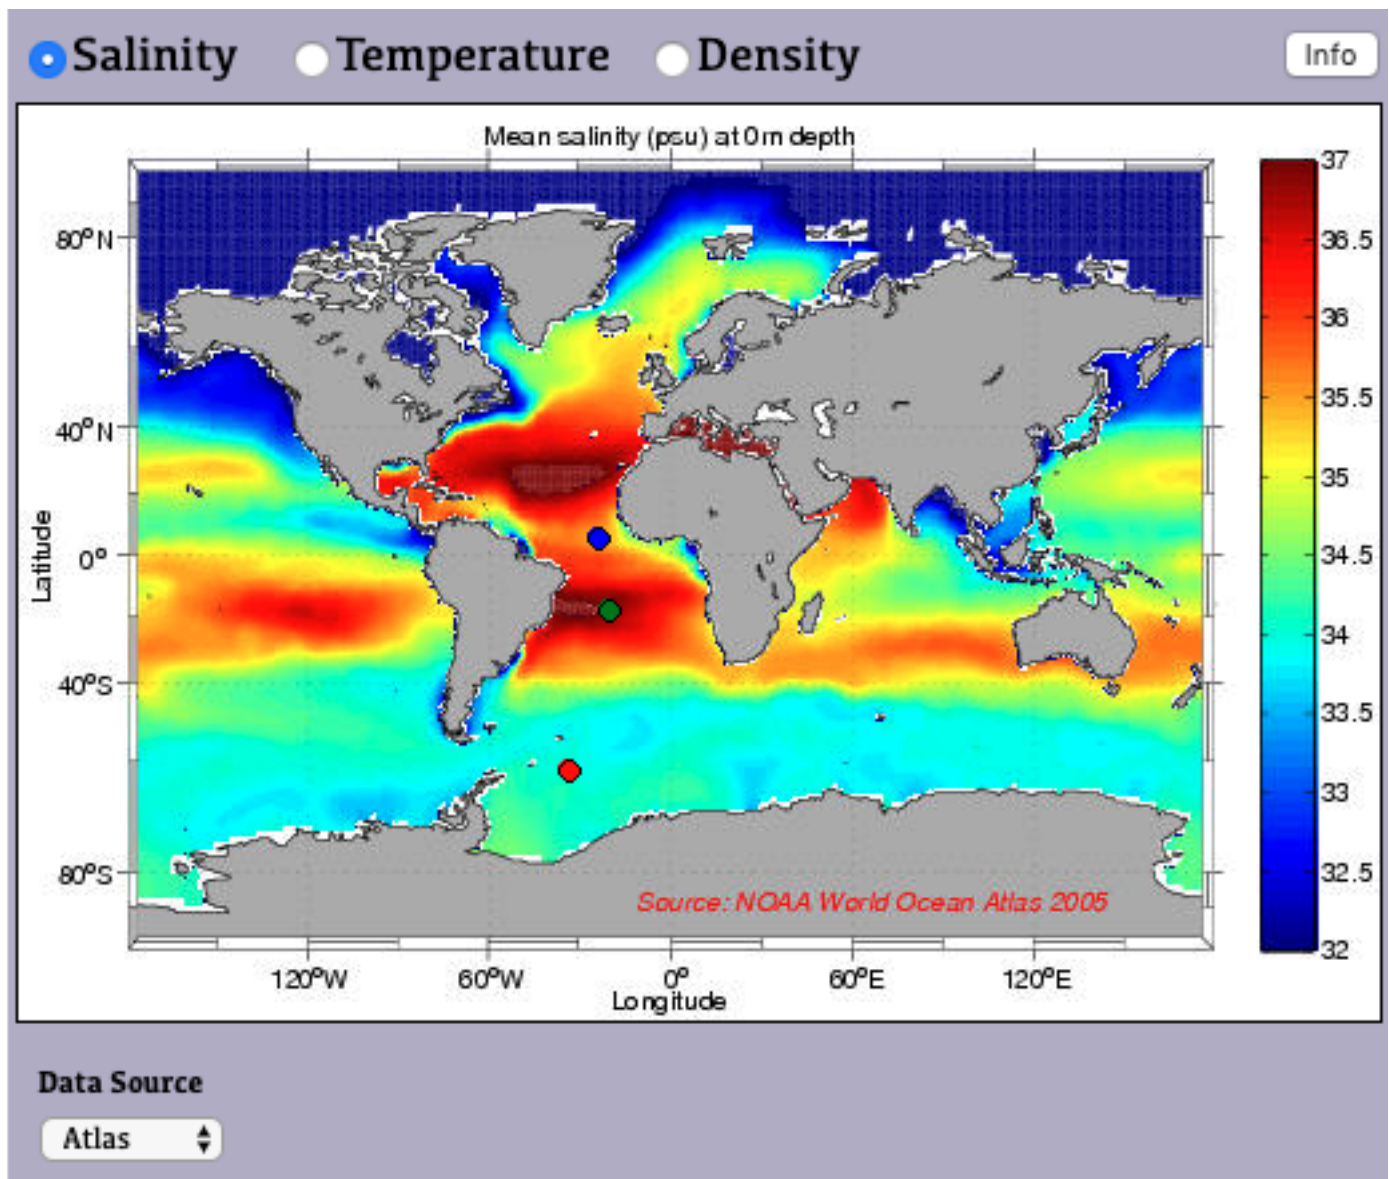 Salinity Temperature Density Info
Mean salinity (psu) at 0 m depth
37
80°N
36.5
36
40°N
35.5
35
Latitude
0°
34.5
34
40°S
33.5
33
80°S
32.5
Source: NOAA World Ocean Atlas 2005
32
120°W 60°W 0° 60°E 120°E
Longitude
Data Source
Atlas